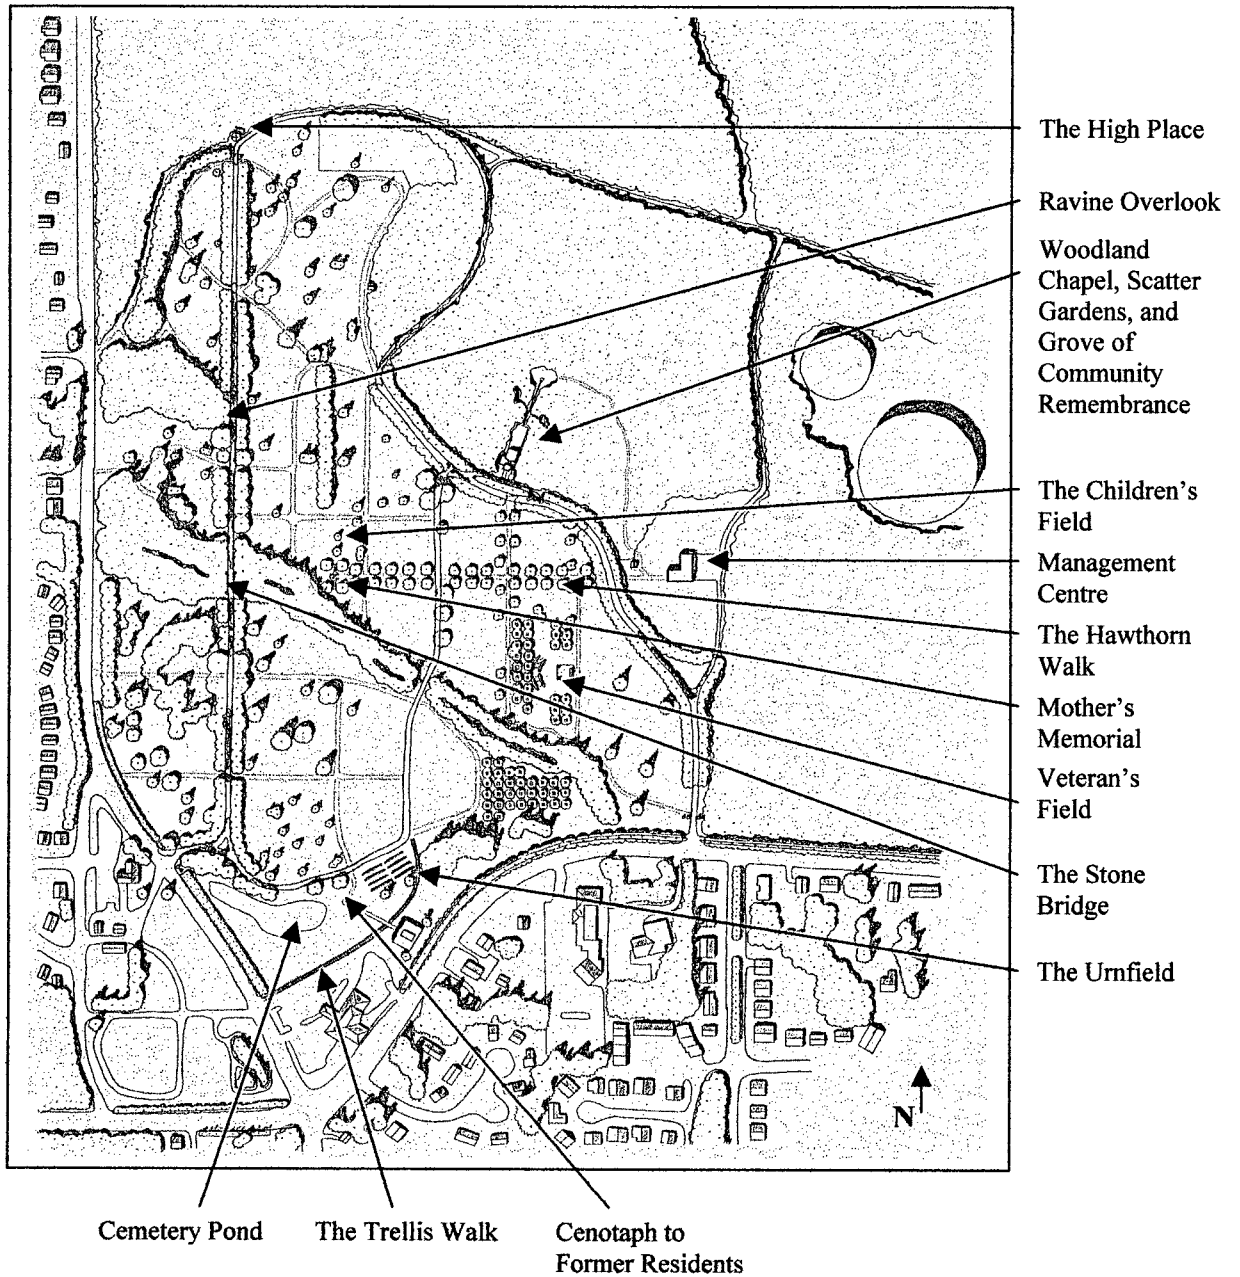 The High Place
Ravine Overlook
Woodland
Chapel, Scatter
Gardens, and
Grove of
Community
Remembrance
The Children's
Field
Management
Centre
The Hawthorn
Walk
Mother's
Memorial
Veteran's
Field
The Stone
Bridge
The Urnfield
N
Cemetery Pond
The Trellis Walk
Cenotaph to
Former Residents